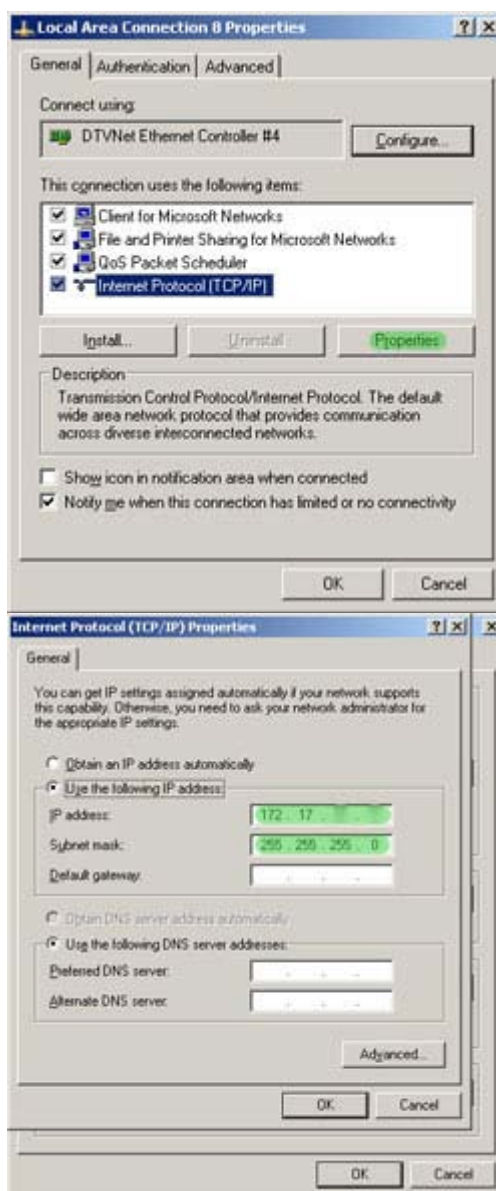 Local Area Connection 8 Properties
General Authentication Advanced
Connect using:
DTVNet Ethernet Controller #4 Configure...
This connection uses the following items:
Client for Microsoft Networks
File and Printer Sharing for Microsoft Networks
QoS Packet Scheduler
Internet Protocol (TCP/IP)
Install... Uninstall Properties
Description
Transmission Control Protocol/Internet Protocol. The default
wide area network protocol that provides communication
across diverse interconnected networks.
Show icon in notification area when connected
Notify me when this connection has limited or no connectivity
OK Cancel
Internet Protocol (TCP/IP) Properties
General
You can get IP settings assigned automatically if your network supports
this capability. Otherwise, you need to ask your network administrator for
the appropriate IP settings.
Obtain an IP address automatically
Use the following IP address:
IP address: 172 . 17 .
Subnet mask: 255 . 255 . 255 . 0
Default gateway:
Obtain DNS server address automatically
Use the following DNS server addresses:
Preferred DNS server:
Alternate DNS server:
Advanced...
OK Cancel
OK Cancel